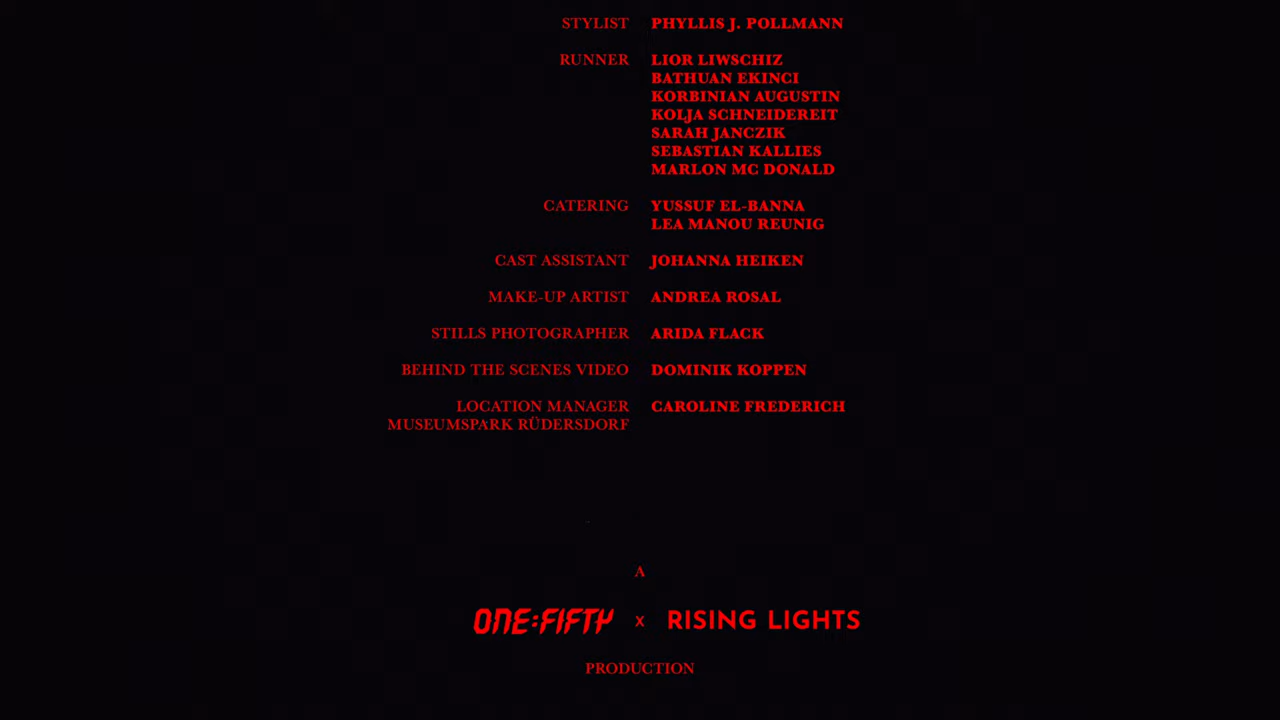 STYLIST PHYLLIS J. POLLMANN
RUNNER LIOR LIWSCHIZ
BATHUAN EKINCI
KORBINIAN AUGUSTIN
KOLJA SCHNEIDEREIT
SARAH JANCZIK
SEBASTIAN KALLIES
MARLON MC DONALD
CATERING YUSSUF EL-BANNA
LEA MANOU REUNIG
CAST ASSISTANT JOHANNA HEIKEN
MAKE-UP ARTIST ANDREA ROSAL
STILLS PHOTOGRAPHER ARIDA FLACK
BEHIND THE SCENES VIDEO DOMINIK KOPPEN
LOCATION MANAGER CAROLINE FREDERICH
MUSEUMSPARK RÜDERSDORF
A
ONE:FIFTY X RISING LIGHTS
PRODUCTION